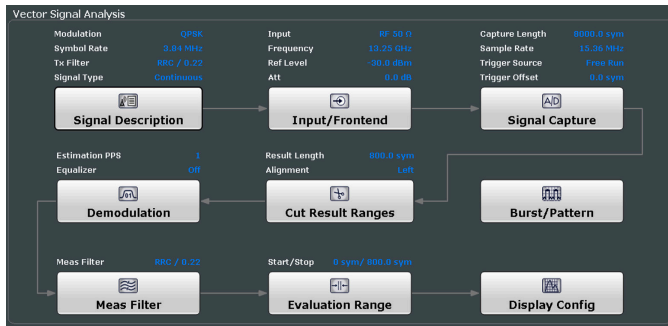 Vector Signal Analysis
Modulation QPSK
Symbol Rate 3.84 MHz
Tx Filter RRC / 0.22
Signal Type Continuous
Signal Description
Input RF 50 Ω
Frequency 13.25 GHz
Ref Level -30.0 dBm
Att 0.0 dB
Input/Frontend
Capture Length 8000.0 sym
Sample Rate 15.36 MHz
Trigger Source Free Run
Trigger Offset 0.0 sym
A/D
Signal Capture
Estimation PPS 1
Equalizer Off
01
Demodulation
Result Length 800.0 sym
Alignment Left
Cut Result Ranges
Burst/Pattern
Meas Filter RRC / 0.22
Meas Filter
Start/Stop 0 sym/ 800.0 sym
Evaluation Range
Display Config